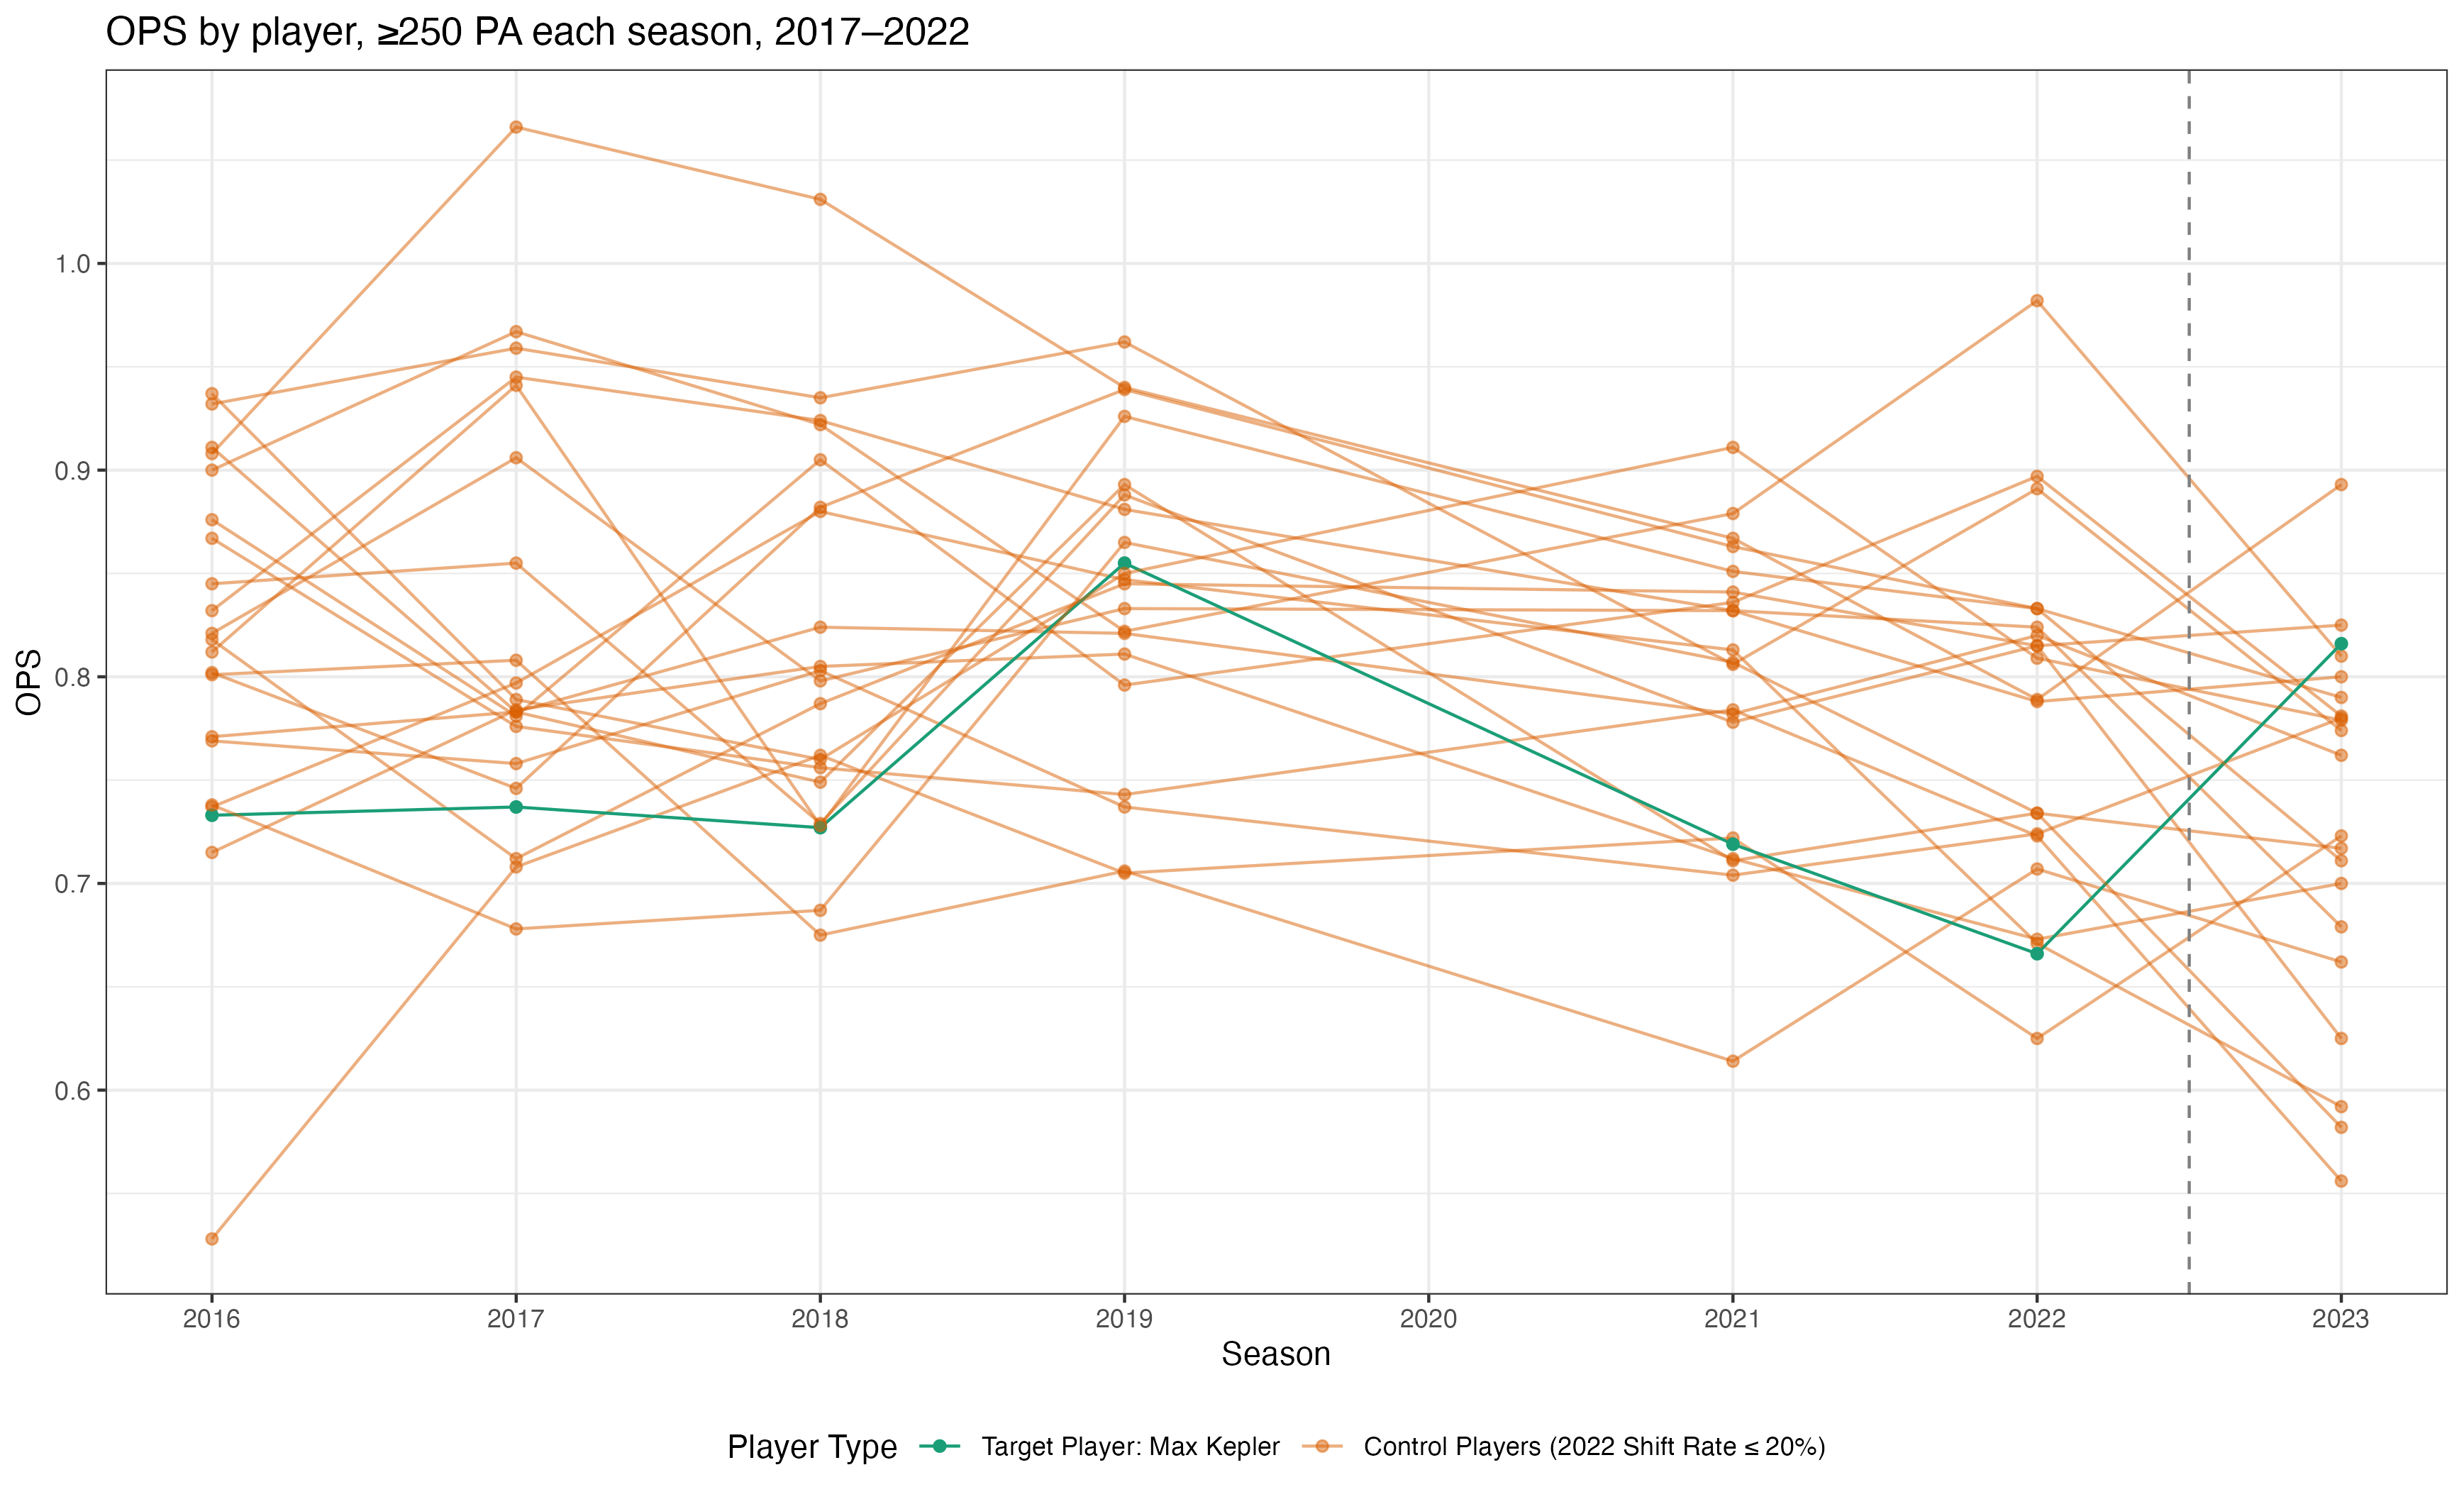 OPS by player, ≥250 PA each season, 2017–2022
OPS
1.0
0.9
0.8
0.7
0.6
2016 2017 2018 2019 2020 2021 2022 2023
Season
Player Type Target Player: Max Kepler Control Players (2022 Shift Rate ≤ 20%)